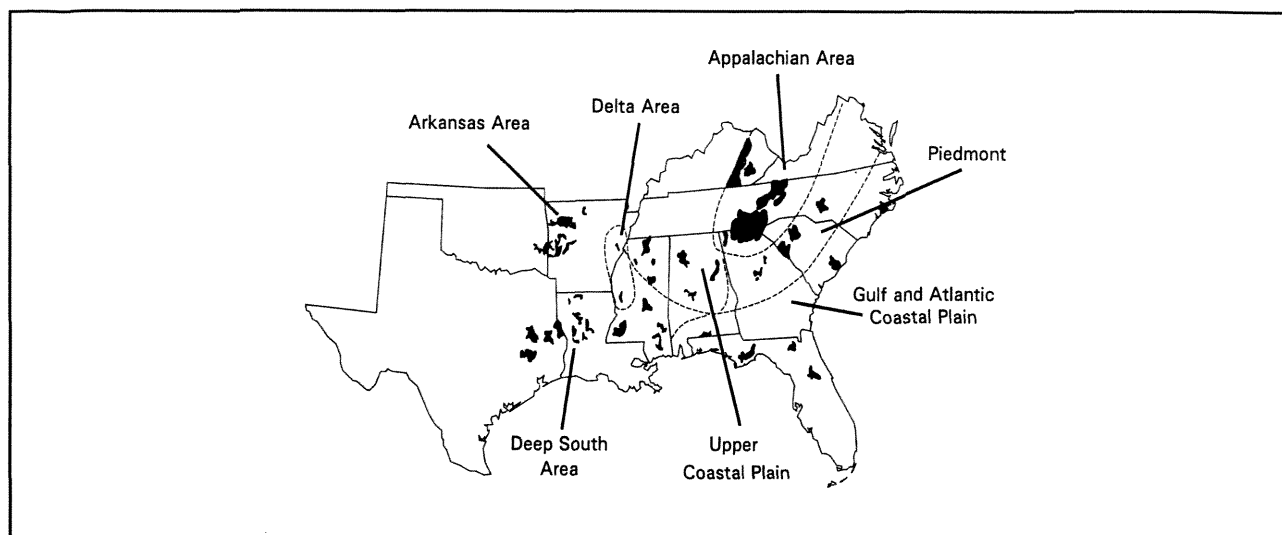 Appalachian Area
Delta Area
Arkansas Area
Piedmont
Gulf and Atlantic
Coastal Plain
Deep South
Area
Upper
Coastal Plain